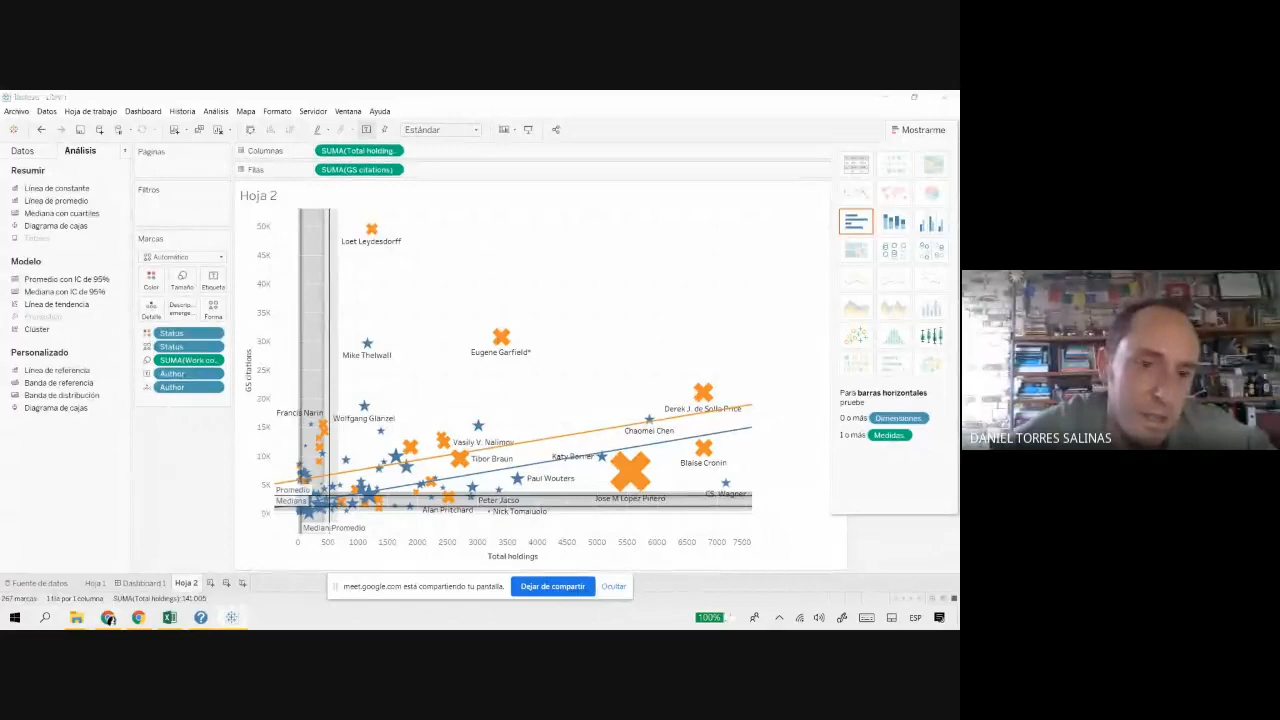 Archivo Datos Hoja de trabajo Dashboard Historia Análisis Mapa Formato Servidor Ventana Ayuda
Estándar
Mostrarme
Datos Análisis
Páginas
Columnas SUMA(Total holding..
Filas SUMA(GS citations)
Resumir
Línea de constante
Línea de promedio
Mediana con cuartiles
Diagrama de cajas
Totales
Modelo
Promedio con IC de 95%
Mediana con IC de 95%
Línea de tendencia
Clúster
Personalizado
Línea de referencia
Banda de referencia
Banda de distribución
Diagrama de cajas
Filtros
Marcas
Automático
Color Tamaño Etiqueta
Detalle Descrip.. emerge.. Forma
Status
Status
SUMA(Work co..
Author
Author
Hoja 2
50K
45K
40K
35K
30K
25K
20K
15K
10K
5K
0K
GS citations
Loet Leydesdorff
Mike Thelwall
Eugene Garfield*
Francis Narin
Wolfgang Glänzel
Derek J. de Solla Price
Chaomei Chen
Vasily V. Nalimov
Tibor Braun
Katy Börner
Blaise Cronin
Paul Wouters
Promedio
Mediana
Peter Jacso
Jose M Lopez Piñero
CS. Wagner
Alan Pritchard
Nick Tomaiuolo
Median Promedio
0 500 1000 1500 2000 2500 3000 3500 4000 4500 5000 5500 6000 6500 7000 7500
Total holdings
Para barras horizontales
pruebe
0 o más Dimensiones
1 o más Medidas
DANIEL TORRES SALINAS
Fuente de datos Hoja 1 Dashboard 1 Hoja 2
meet.google.com está compartiendo tu pantalla. Dejar de compartir Ocultar
267 marcas 1 fila por 1 columna SUMA(Total holdings): 141.005
100% ESP